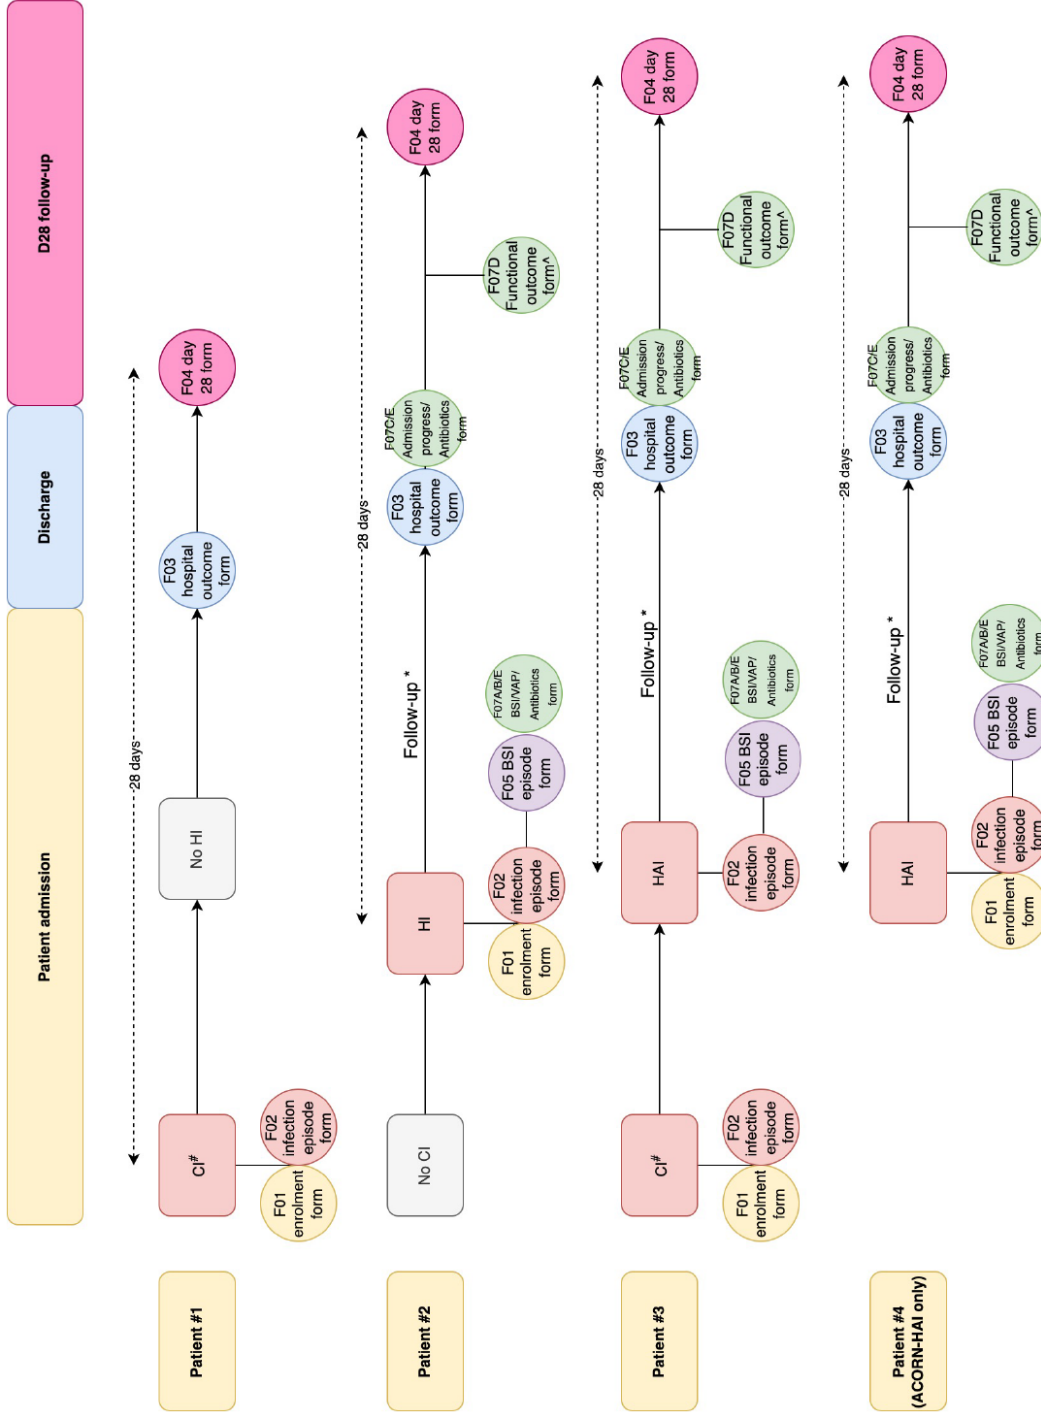 Patient admission
Discharge
D28 follow-up
Patient #1
28 days
CI#
F01
enrolment
form
F02
infection
episode
form
No HI
F03
hospital
outcome
form
F04 day
28 form
Patient #2
28 days
No CI
HI
F01
enrolment
form
F02
infection
episode
form
F05 BSI
episode
form
F07A/B/E
BSI/VAP/
Antibiotics
form
Follow-up *
F03
hospital
outcome
form
F07C/E
Admission
progress/
Antibiotics
form
F07D
Functional
outcome
form^
F04 day
28 form
Patient #3
28 days
CI#
F01
enrolment
form
F02
infection
episode
form
HAI
F02
infection
episode
form
F05 BSI
episode
form
F07A/B/E
BSI/VAP/
Antibiotics
form
Follow-up *
F03
hospital
outcome
form
F07C/E
Admission
progress/
Antibiotics
form
F07D
Functional
outcome
form^
F04 day
28 form
Patient #4
(ACORN-HAI only)
28 days
HAI
F01
enrolment
form
F02
infection
episode
form
F05 BSI
episode
form
F07A/B/E
BSI/VAP/
Antibiotics
form
Follow-up *
F03
hospital
outcome
form
F07C/E
Admission
progress/
Antibiotics
form
F07D
Functional
outcome
form^
F04 day
28 form